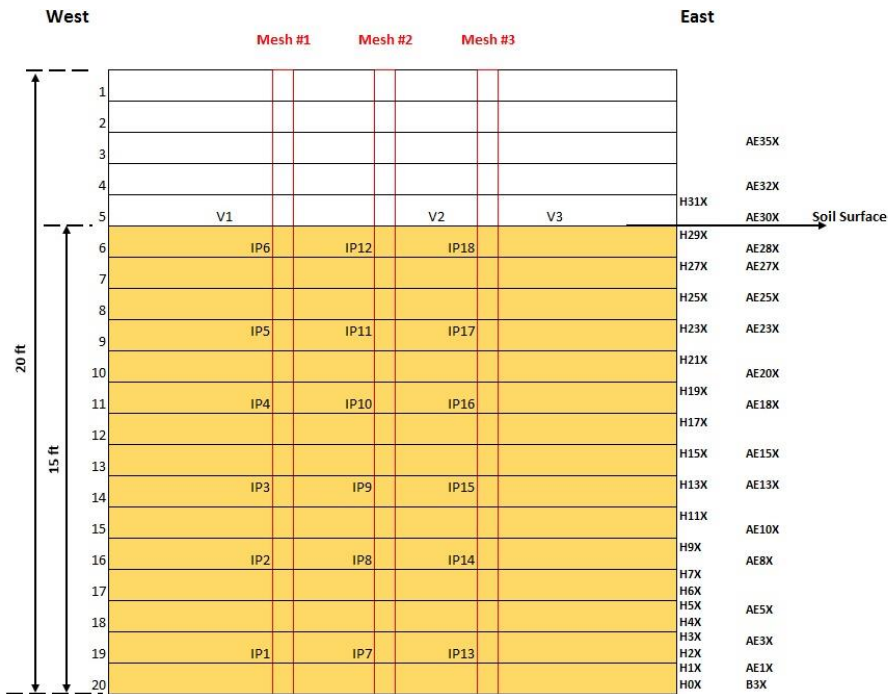 West East
Mesh #1 Mesh #2 Mesh #3
1
2
3 AE35X
4 AE32X
H31X
5 V1 V2 V3 AE30X Soil Surface
H29X
6 IP6 IP12 IP18 AE28X
H27X AE27X
7
H25X AE25X
8
IP5 IP11 IP17 H23X AE23X
9
H21X
20 ft
10 AE20X
H19X
11 IP4 IP10 IP16 AE18X
H17X
12
15 ft
H15X AE15X
13
IP3 IP9 IP15 H13X AE13X
14
H11X
15 AE10X
H9X
16 IP2 IP8 IP14 AE8X
H7X
17 H6X
H5X AE5X
18 H4X
H3X AE3X
19 IP1 IP7 IP13 H2X
H1X AE1X
20 H0X B3X